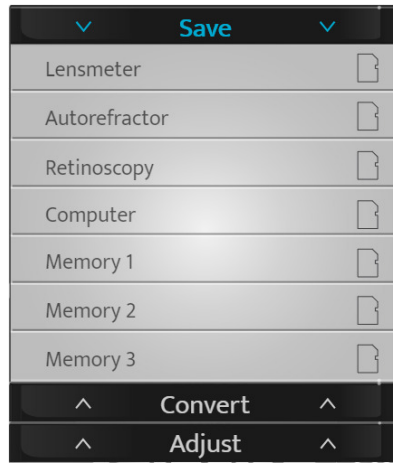 Save
Lensmeter
Autorefractor
Retinoscopy
Computer
Memory 1
Memory 2
Memory 3
Convert
Adjust